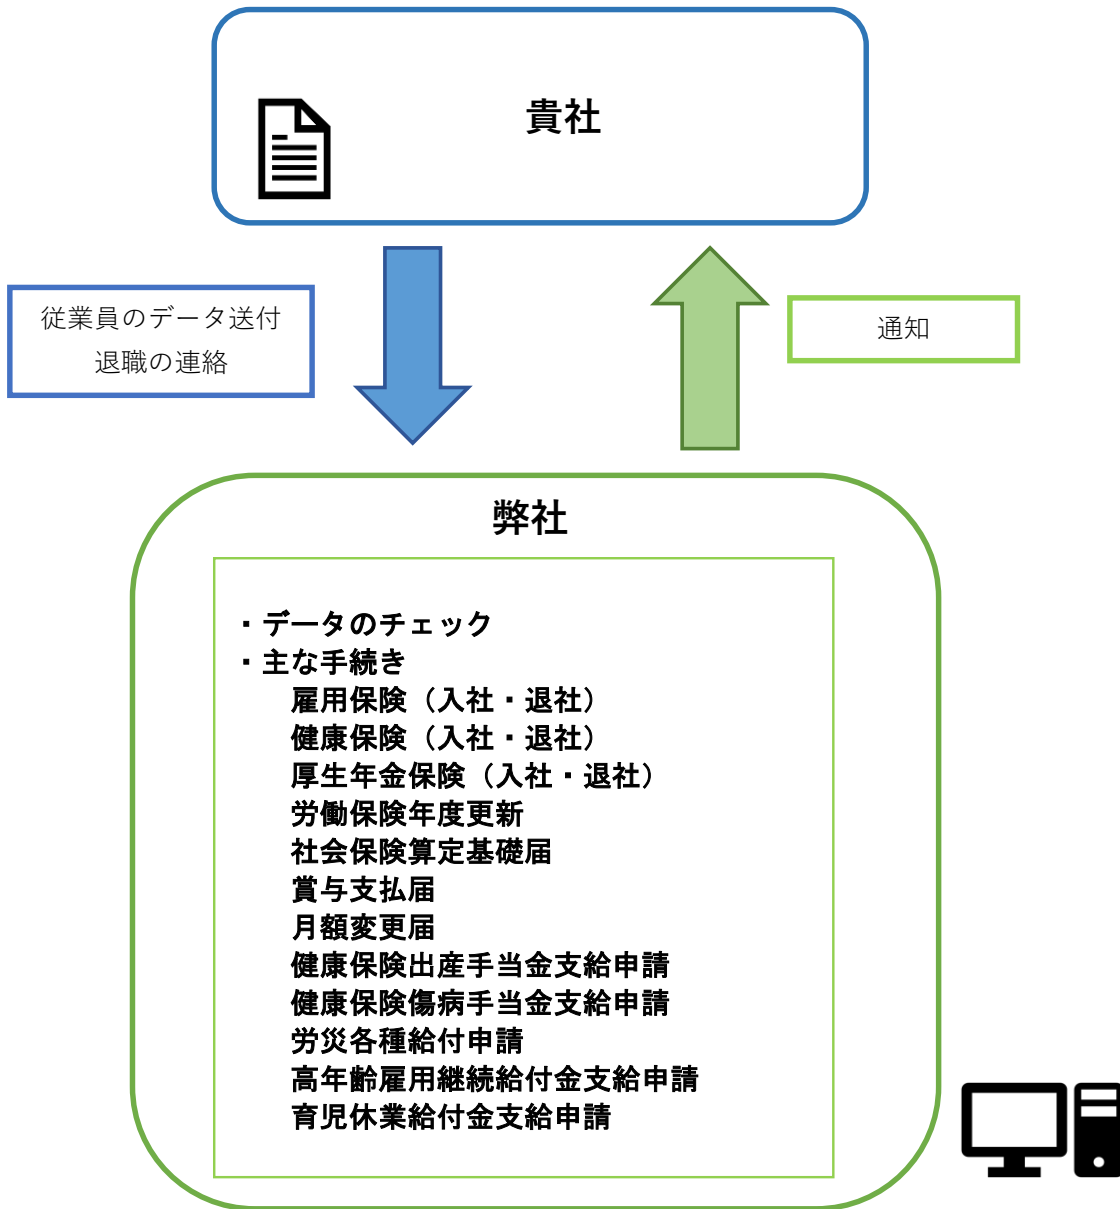 貴社
従業員のデータ送付
退職の連絡
通知
弊社
・データのチェック
・主な手続き
雇用保険（入社・退社）
健康保険（入社・退社）
厚生年金保険（入社・退社）
労働保険年度更新
社会保険算定基礎届
賞与支払届
月額変更届
健康保険出産手当金支給申請
健康保険傷病手当金支給申請
労災各種給付申請
高年齢雇用継続給付金支給申請
育児休業給付金支給申請